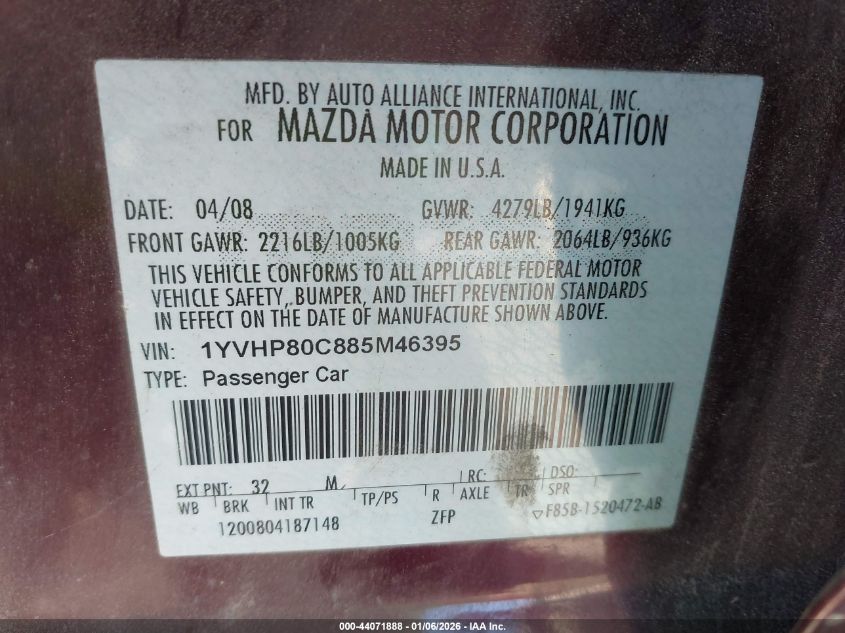 MFD. BY AUTO ALLIANCE INTERNATIONAL, INC.
FOR MAZDA MOTOR CORPORATION
MADE IN U.S.A.
DATE: 04/08 GVWR: 4279LB/1941KG
FRONT GAWR: 2216LB/1005KG REAR GAWR: 2064LB/936KG
THIS VEHICLE CONFORMS TO ALL APPLICABLE FEDERAL MOTOR
VEHICLE SAFETY, BUMPER, AND THEFT PREVENTION STANDARDS
IN EFFECT ON THE DATE OF MANUFACTURE SHOWN ABOVE.
VIN: 1YVHP80C885M46395
TYPE: Passenger Car
EXT PNT: 32 M RC: DSO:
WB BRK INT TR TP/PS R AXLE TR SPR
1200804187148 ZFP F85B-1520472-AB
000-44071888 - 01/06/2026 - IAA Inc.